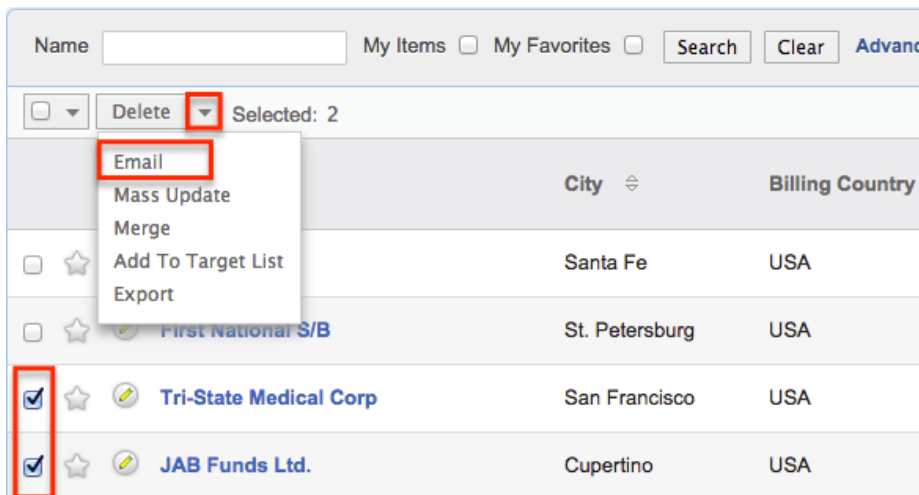 Name My Items My Favorites Search Clear Advanc
Delete Selected: 2
Email
Mass Update
Merge
Add To Target List
Export
City Billing Country
Santa Fe USA
First National S/B St. Petersburg USA
Tri-State Medical Corp San Francisco USA
JAB Funds Ltd. Cupertino USA